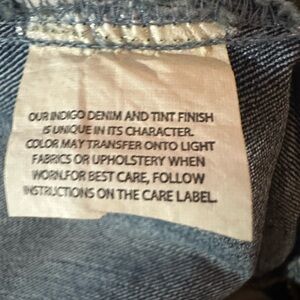 OUR INDIGO DENIM AND TINT FINISH
IS UNIQUE IN ITS CHARACTER.
COLOR MAY TRANSFER ONTO LIGHT
FABRICS OR UPHOLSTERY WHEN
WORN.FOR BEST CARE, FOLLOW
INSTRUCTIONS ON THE CARE LABEL.